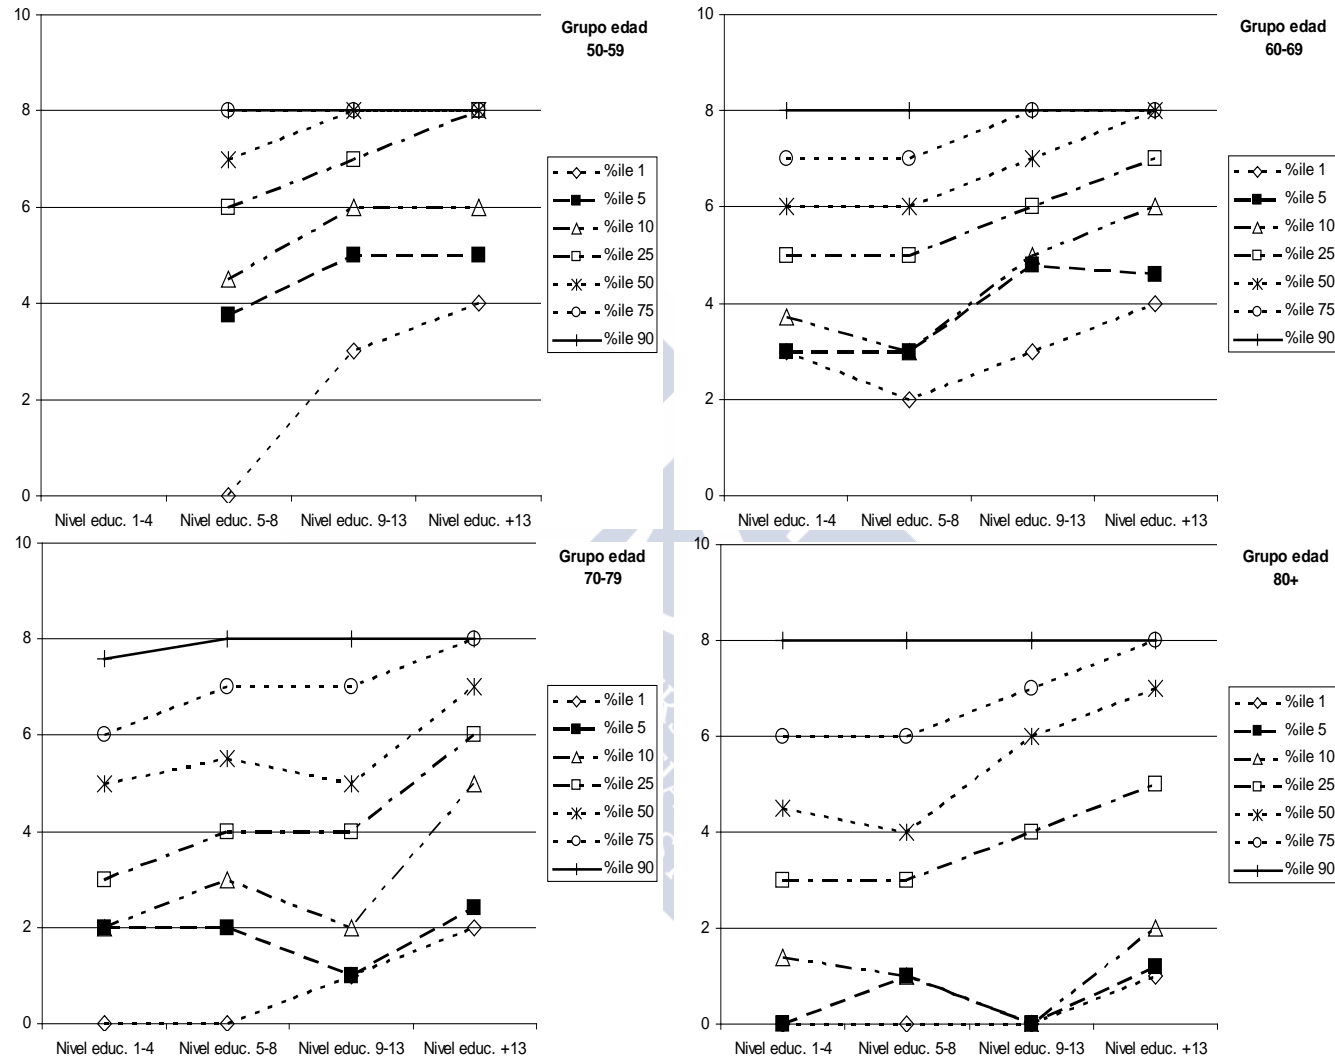 10
8
6
4
2
0
Grupo edad
50-59
%ile 1
%ile 5
%ile 10
%ile 25
%ile 50
%ile 75
%ile 90
Nivel educ. 1-4 Nivel educ. 5-8 Nivel educ. 9-13 Nivel educ. +13
10
8
6
4
2
0
Grupo edad
60-69
%ile 1
%ile 5
%ile 10
%ile 25
%ile 50
%ile 75
%ile 90
Nivel educ. 1-4 Nivel educ. 5-8 Nivel educ. 9-13 Nivel educ. +13
10
8
6
4
2
0
Grupo edad
70-79
%ile 1
%ile 5
%ile 10
%ile 25
%ile 50
%ile 75
%ile 90
Nivel educ. 1-4 Nivel educ. 5-8 Nivel educ. 9-13 Nivel educ. +13
10
8
6
4
2
0
Grupo edad
80+
%ile 1
%ile 5
%ile 10
%ile 25
%ile 50
%ile 75
%ile 90
Nivel educ. 1-4 Nivel educ. 5-8 Nivel educ. 9-13 Nivel educ. +13